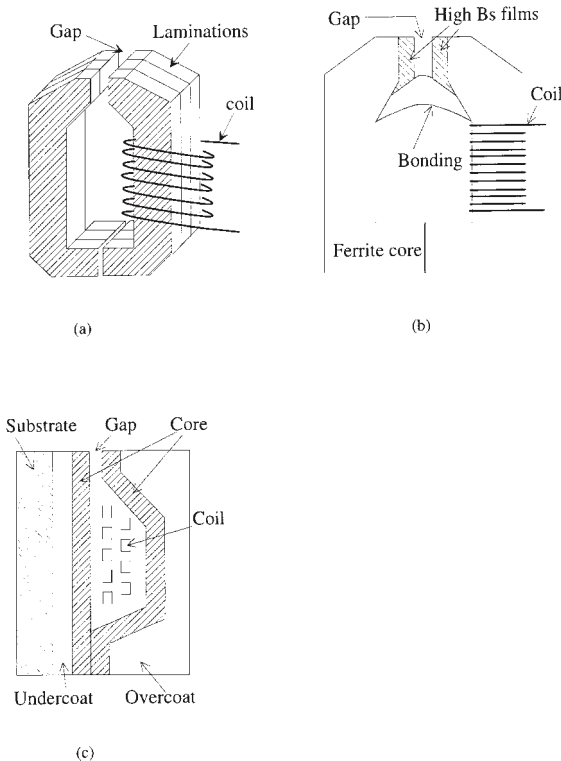 Gap
Laminations
coil
(a)
Gap
High Bs films
Coil
Bonding
Ferrite core
(b)
Substrate
Gap
Core
Coil
Undercoat
Overcoat
(c)